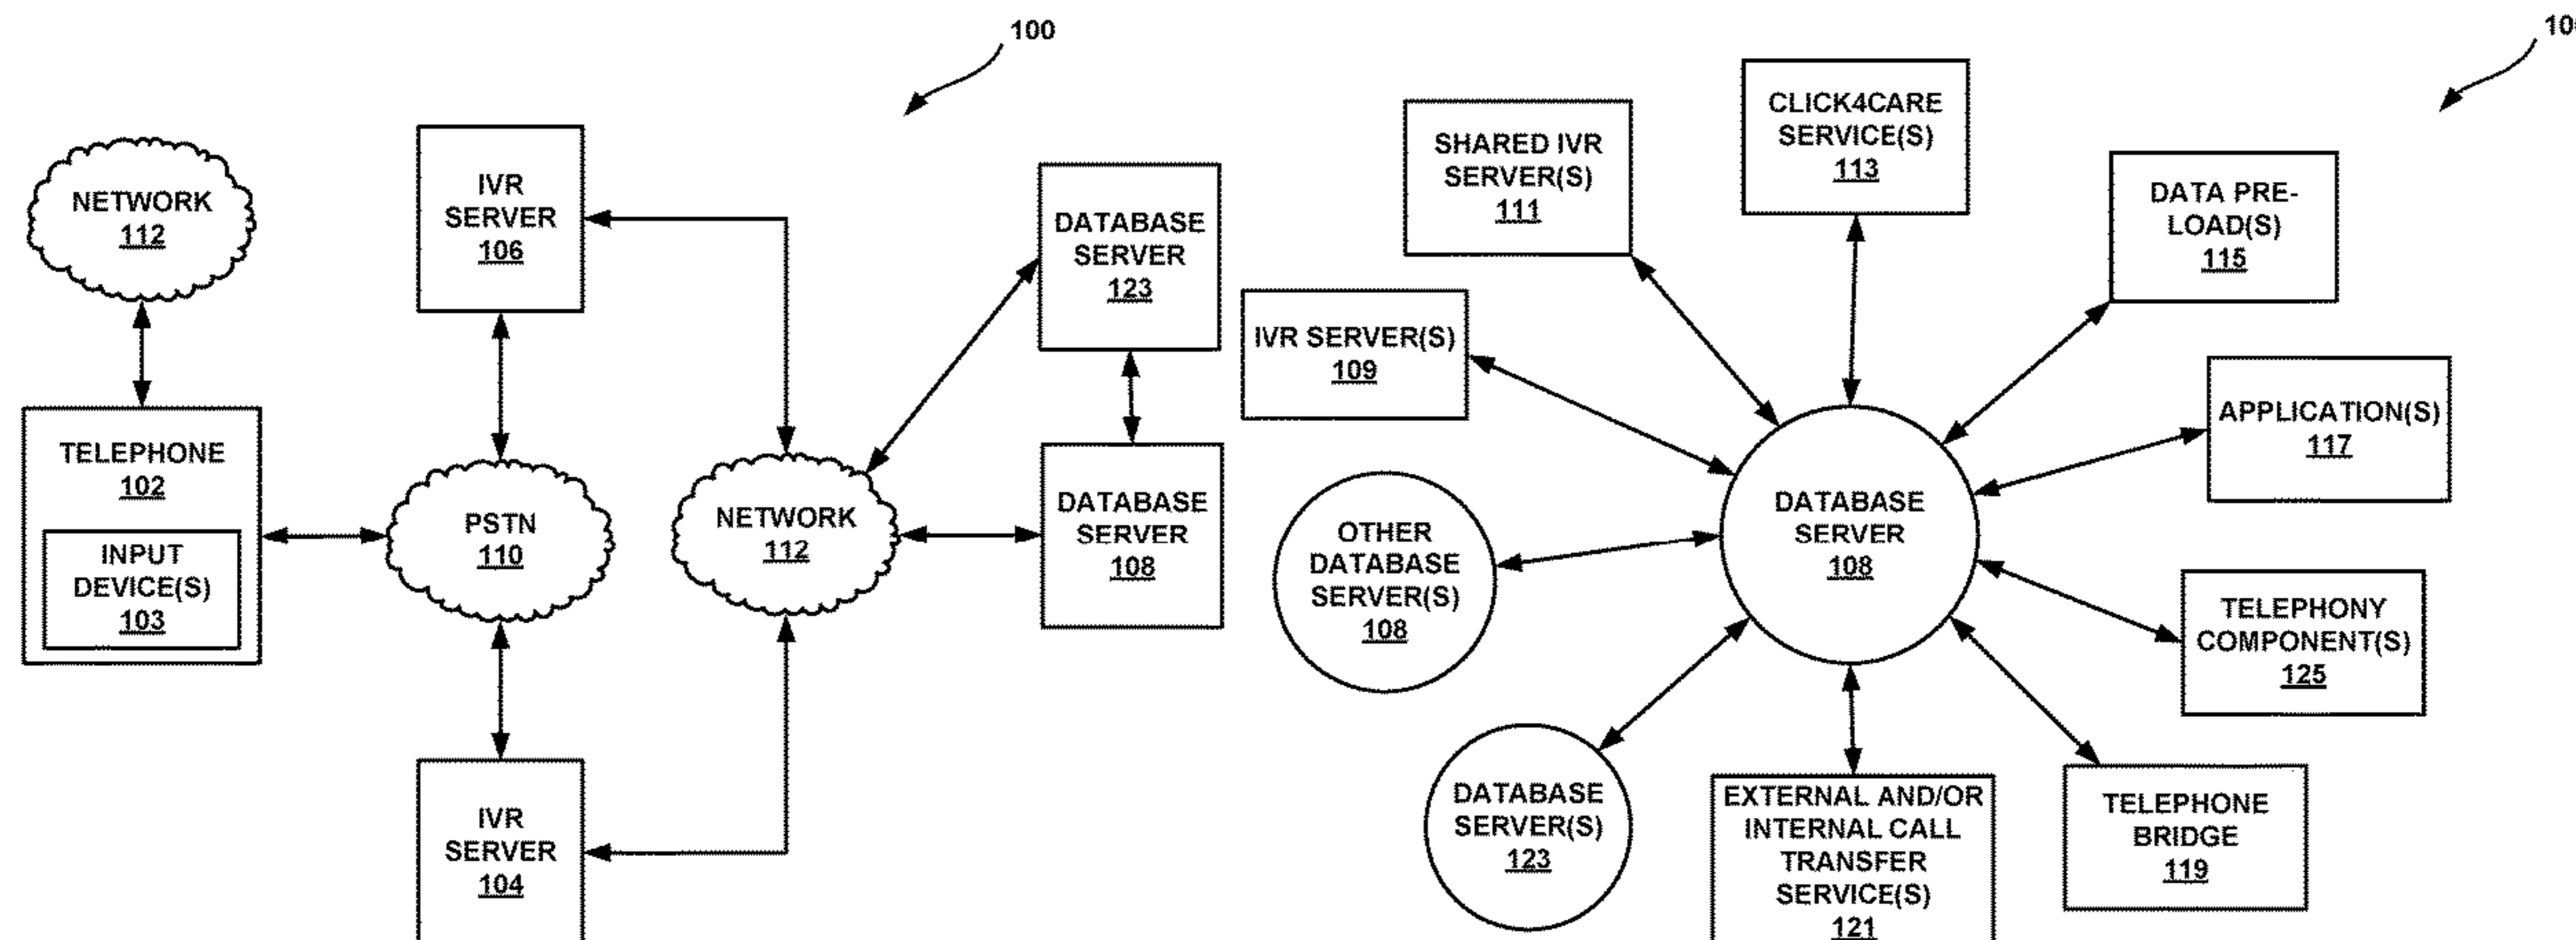 100
NETWORK
112
IVR
SERVER
106
DATABASE
SERVER
123
TELEPHONE
102
INPUT
DEVICE(S)
103
PSTN
110
NETWORK
112
DATABASE
SERVER
108
IVR
SERVER
104
10
CLICK4CARE
SERVICE(S)
113
SHARED IVR
SERVER(S)
111
DATA PRE-
LOAD(S)
115
IVR SERVER(S)
109
APPLICATION(S)
117
DATABASE
SERVER
108
OTHER
DATABASE
SERVER(S)
108
TELEPHONY
COMPONENT(S)
125
DATABASE
SERVER(S)
123
EXTERNAL AND/OR
INTERNAL CALL
TRANSFER
SERVICE(S)
121
TELEPHONE
BRIDGE
119